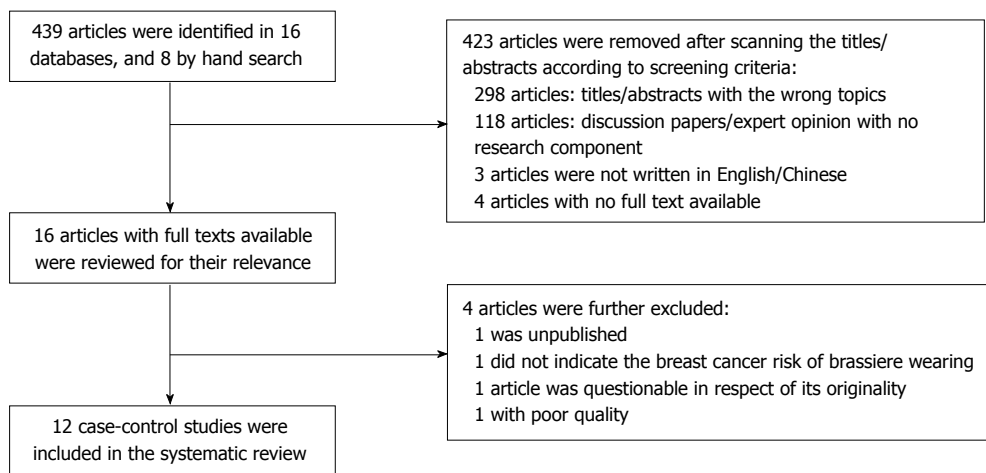 439 articles were identified in 16
databases, and 8 by hand search
423 articles were removed after scanning the titles/
abstracts according to screening criteria:
298 articles: titles/abstracts with the wrong topics
118 articles: discussion papers/expert opinion with no
research component
3 articles were not written in English/Chinese
4 articles with no full text available
16 articles with full texts available
were reviewed for their relevance
4 articles were further excluded:
1 was unpublished
1 did not indicate the breast cancer risk of brassiere wearing
1 article was questionable in respect of its originality
1 with poor quality
12 case-control studies were
included in the systematic review